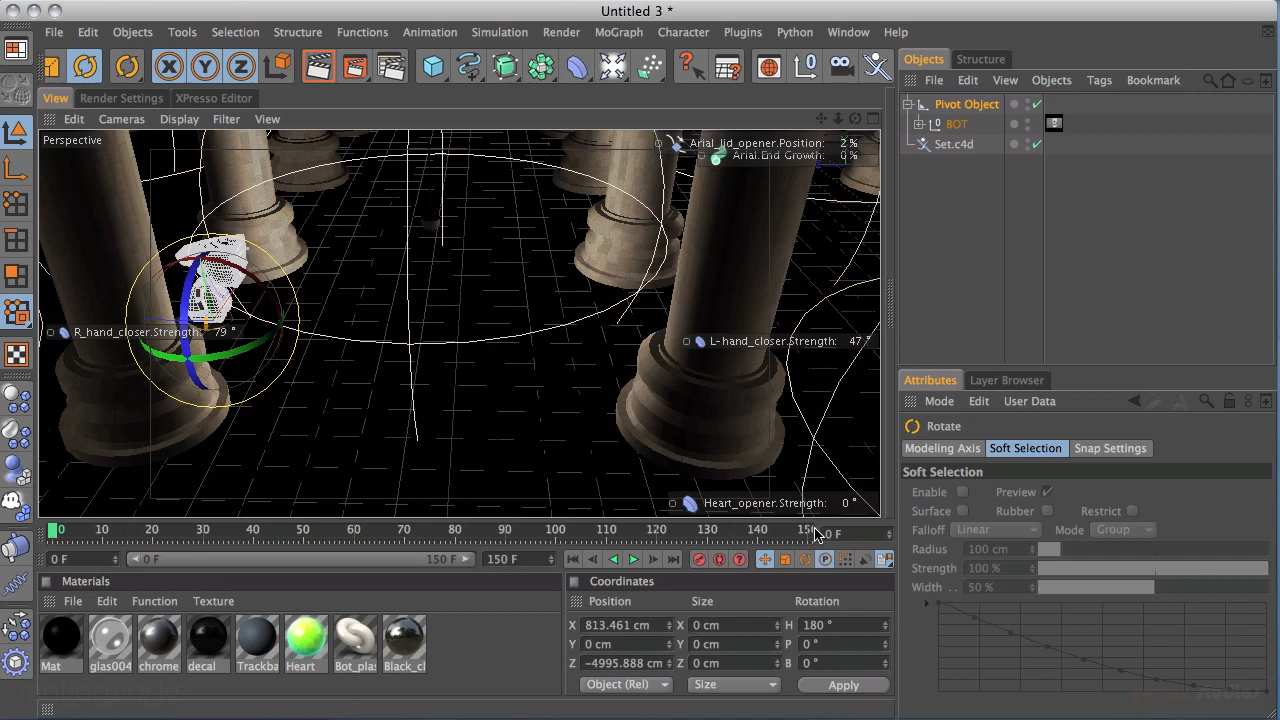 Untitled 3 *
File Edit Objects Tools Selection Structure Functions Animation Simulation Render MoGraph Character Plugins Python Window Help
X Y Z
View Render Settings XPresso Editor
Edit Cameras Display Filter View
Perspective
Arial_lid_opener.Position: 2 %
Arial.End Growth: 0 %
R_hand_closer.Strength: 79 °
L-hand_closer.Strength: 47 °
Heart_opener.Strength: 0 °
0 10 20 30 40 50 60 70 80 90 100 110 120 130 140 150 0 F
0 F 0 F 150 F 150 F
Materials
File Edit Function Texture
Mat glas004 chrome decal Trackba Heart Bot_plas Black_cl
Coordinates
Position Size Rotation
X 813.461 cm X 0 cm H 180 °
Y 0 cm Y 0 cm P 0 °
Z -4995.888 cm Z 0 cm B 0 °
Object (Rel) Size Apply
Objects Structure
File Edit View Objects Tags Bookmark
Pivot Object
BOT
Set.c4d
Attributes Layer Browser
Mode Edit User Data
Rotate
Modeling Axis Soft Selection Snap Settings
Soft Selection
Enable Preview
Surface Rubber Restrict
Falloff Linear Mode Group
Radius 100 cm
Strength 100 %
Width . . 50 %